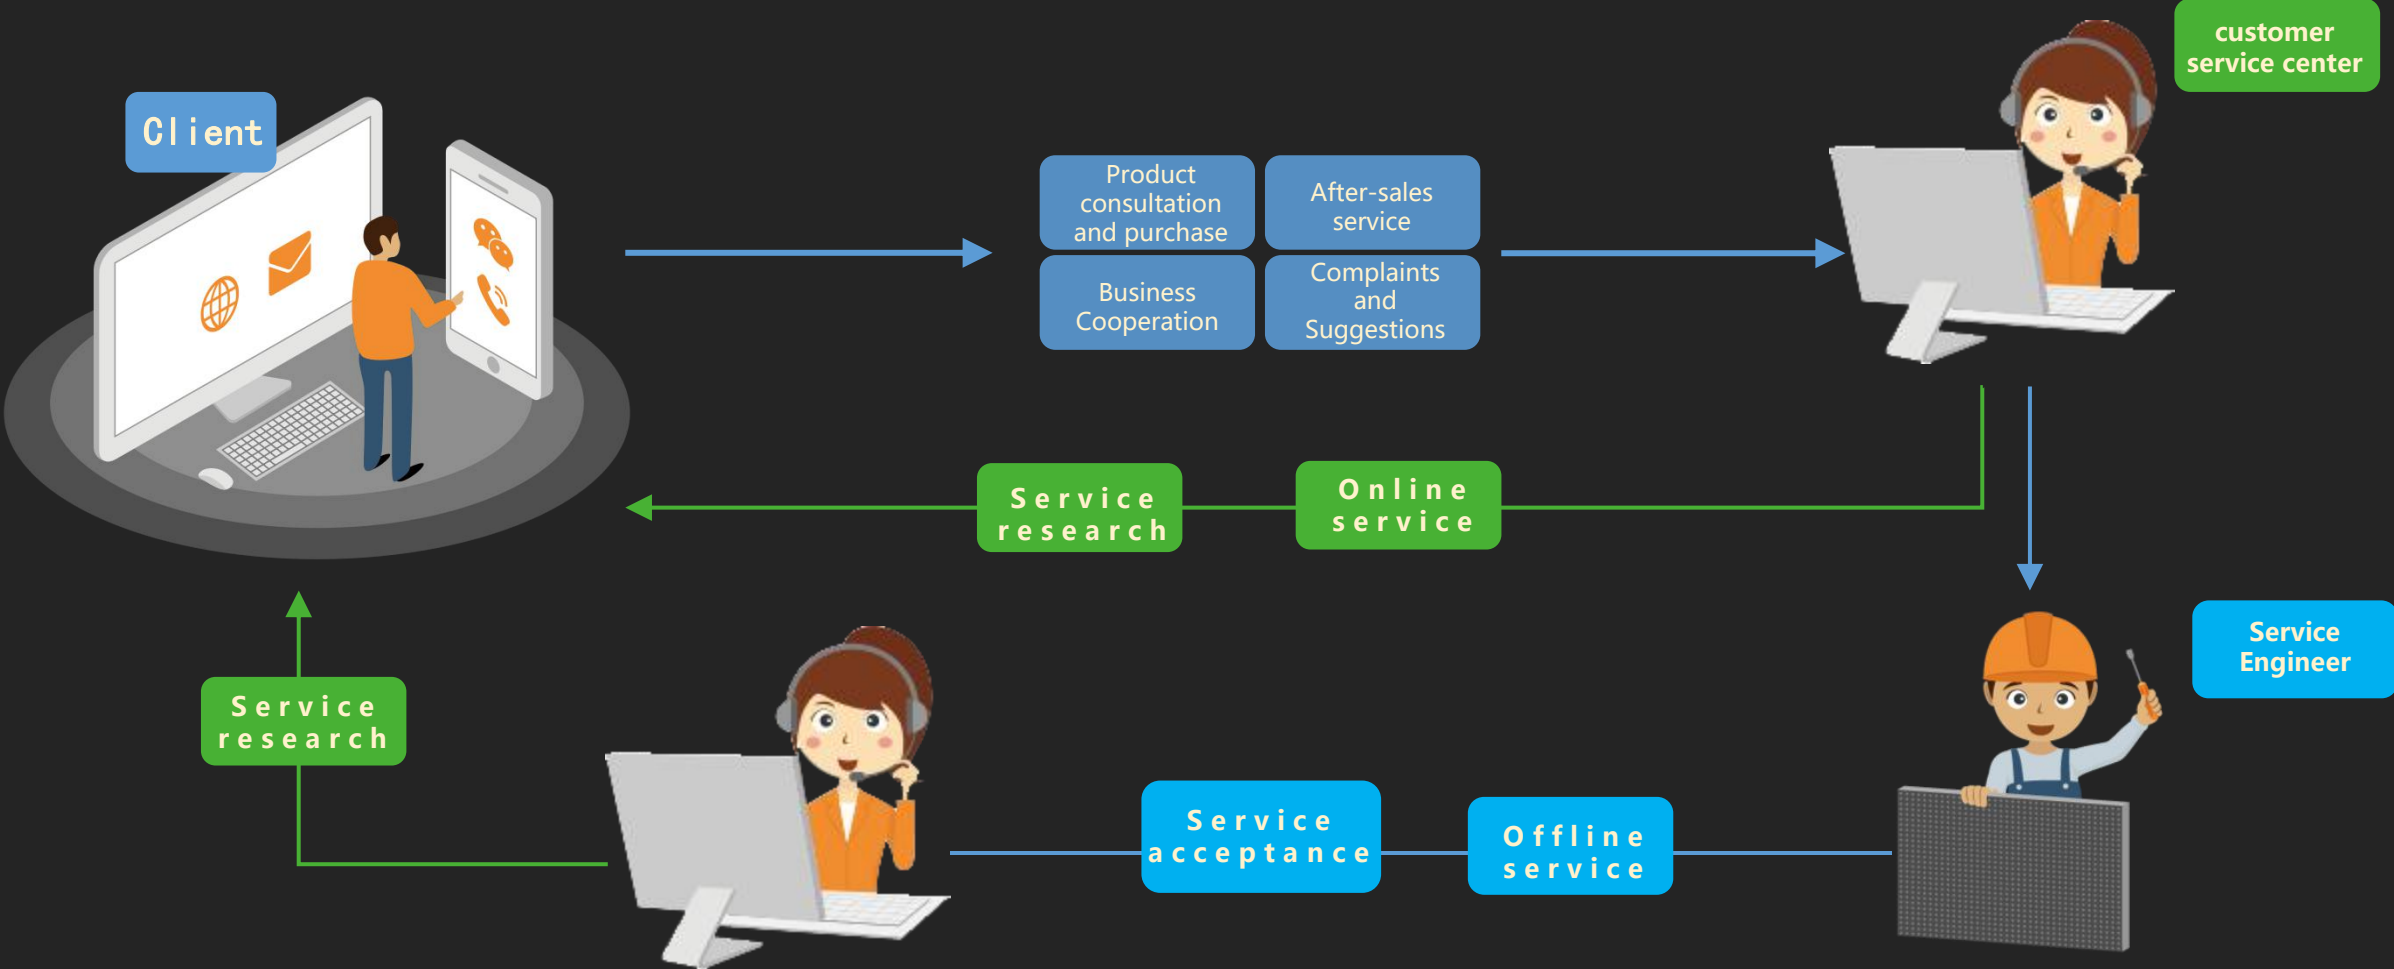 customer
service center
Client
Product
consultation
and purchase
After-sales
service
Business
Cooperation
Complaints
and
Suggestions
Service
research
Online
service
Service
Engineer
Service
research
Service
acceptance
Offline
service